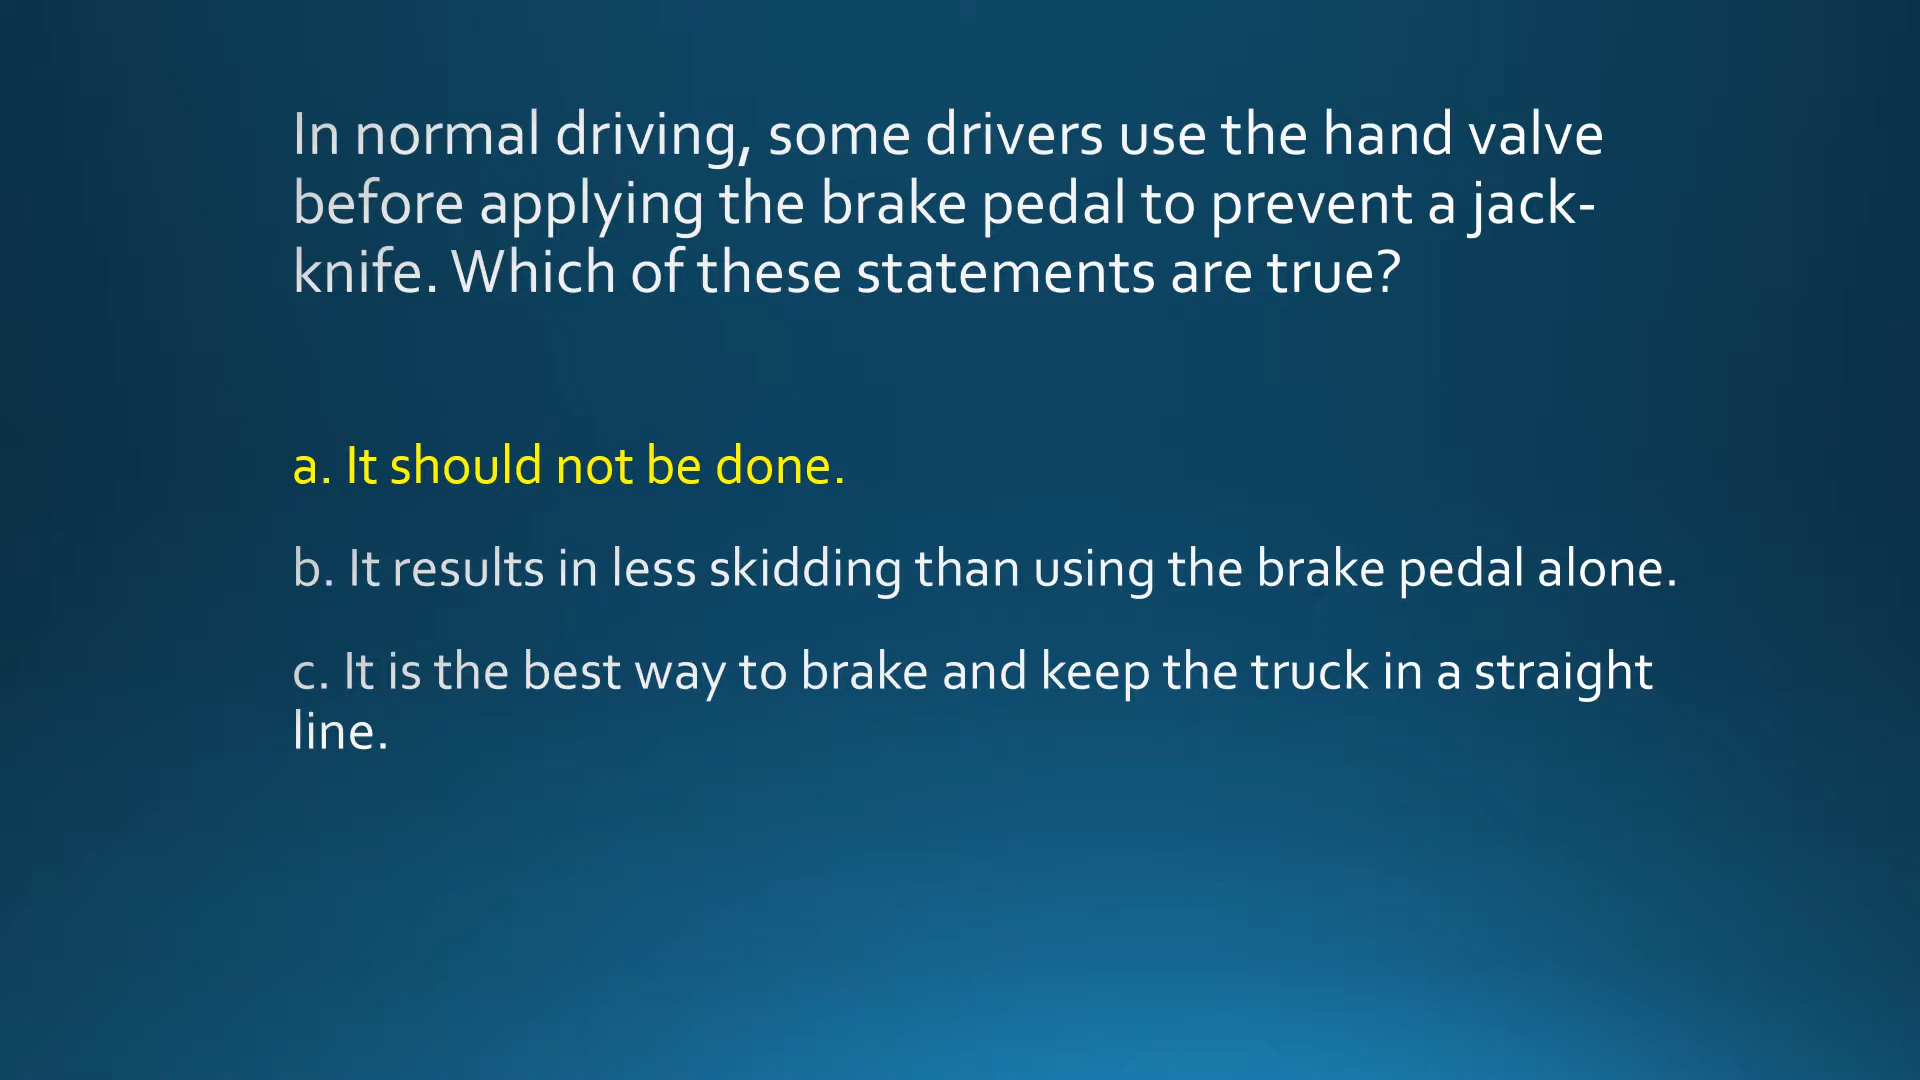 In normal driving, some drivers use the hand valve
before applying the brake pedal to prevent a jack-
knife. Which of these statements are true?
a. It should not be done.
b. It results in less skidding than using the brake pedal alone.
c. It is the best way to brake and keep the truck in a straight
line.